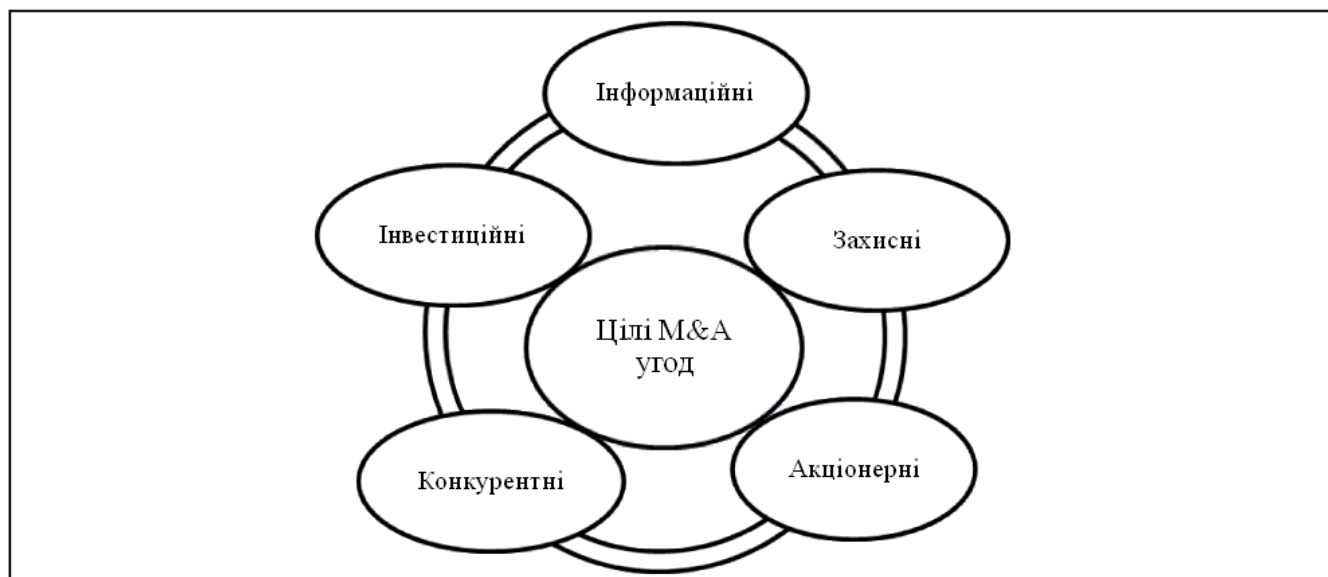 Інформаційні
Інвестиційні
Захисні
Цілі M&A
угод
Конкурентні
Акціонерні